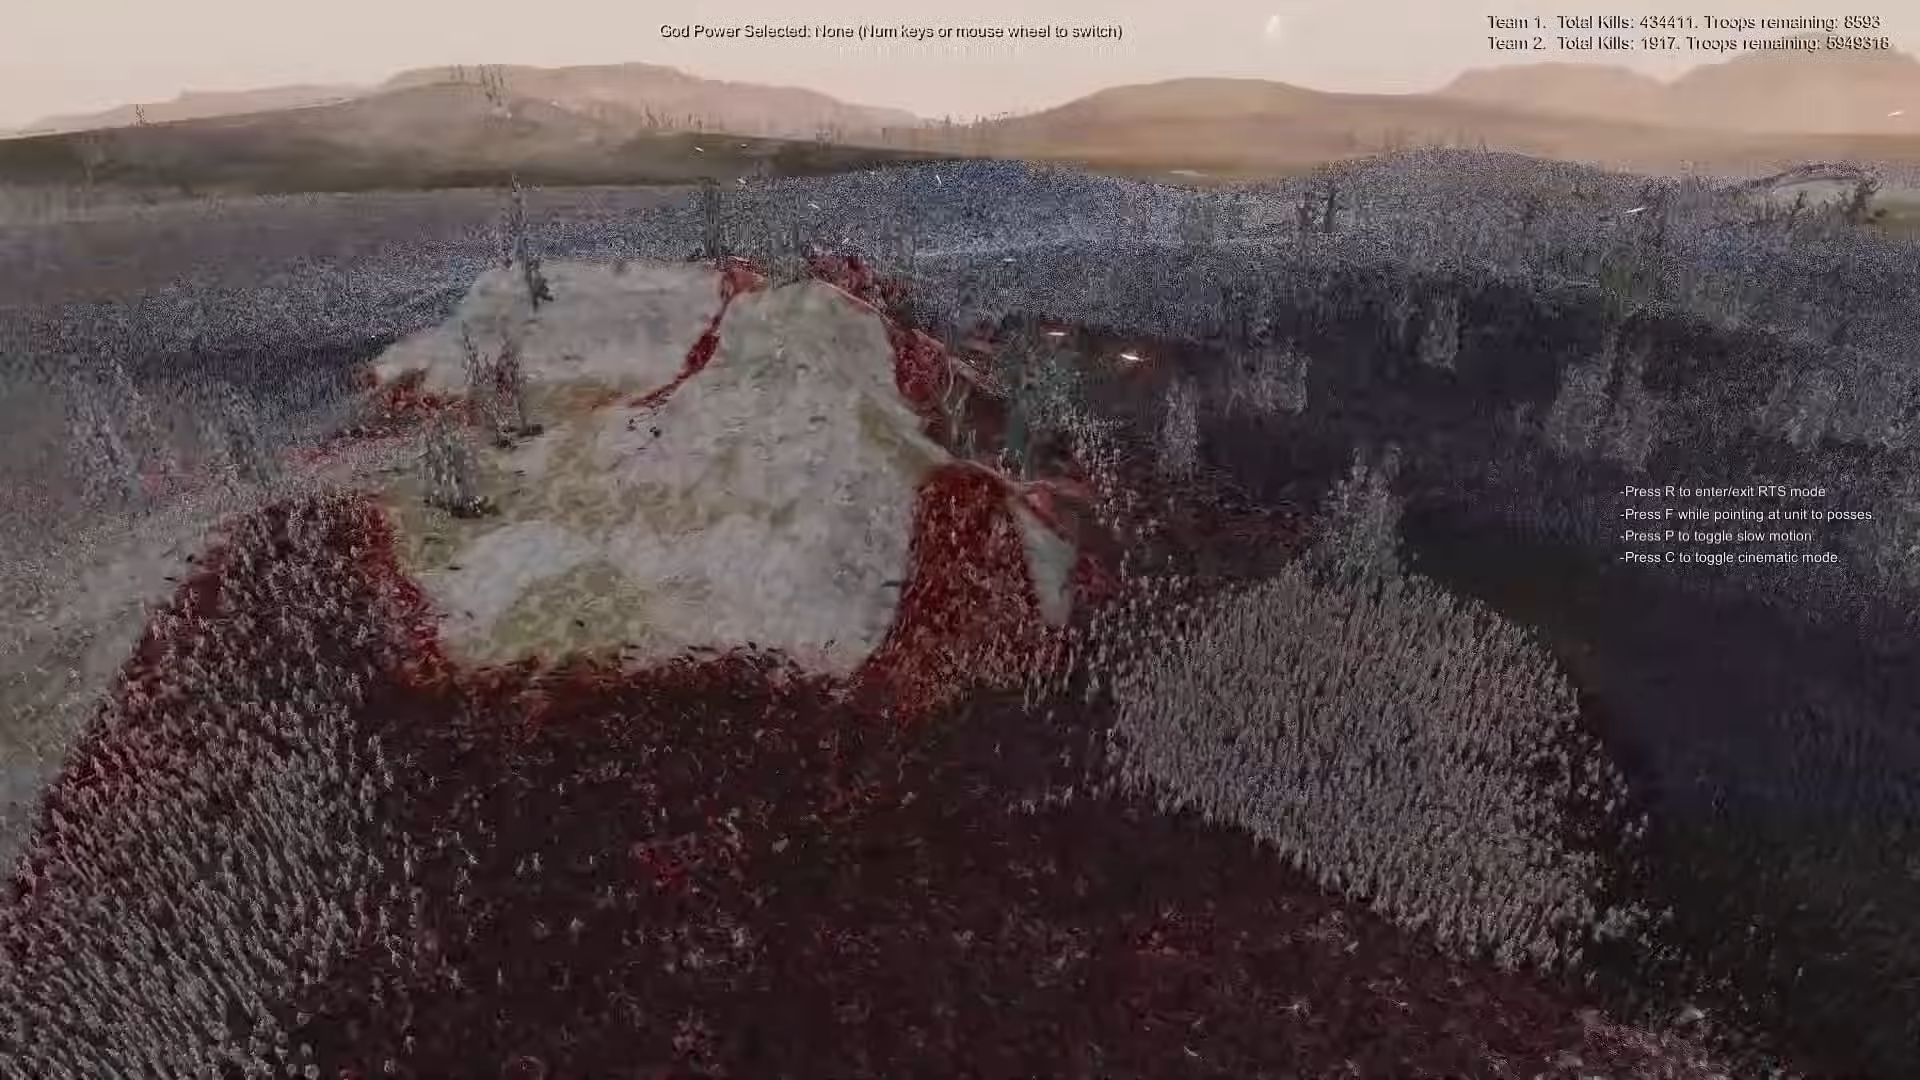 God Power Selected: None (Num keys or mouse wheel to switch)
Team 1. Total Kills: 434411. Troops remaining: 8593
Team 2. Total Kills: 1917. Troops remaining: 5949318
-Press R to enter/exit RTS mode
-Press F while pointing at unit to posses.
-Press P to toggle slow motion
-Press C to toggle cinematic mode.